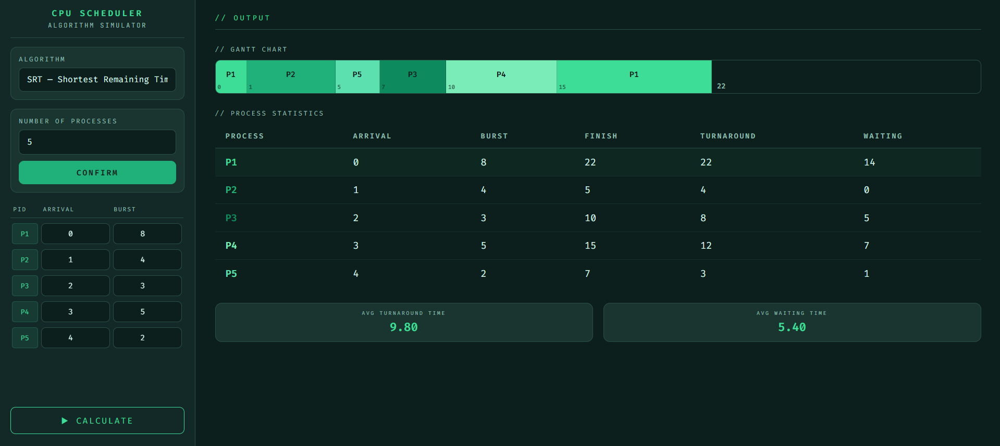 CPU SCHEDULER
ALGORITHM SIMULATOR
ALGORITHM
SRT — Shortest Remaining Tim
NUMBER OF PROCESSES
5
CONFIRM
PID ARRIVAL BURST
P1 0 8
P2 1 4
P3 2 3
P4 3 5
P5 4 2
▶ CALCULATE
// OUTPUT
// GANTT CHART
P1 P2 P5 P3 P4 P1
0 1 5 7 10 15 22
// PROCESS STATISTICS
PROCESS ARRIVAL BURST FINISH TURNAROUND WAITING
P1 0 8 22 22 14
P2 1 4 5 4 0
P3 2 3 10 8 5
P4 3 5 15 12 7
P5 4 2 7 3 1
AVG TURNAROUND TIME
9.80
AVG WAITING TIME
5.40